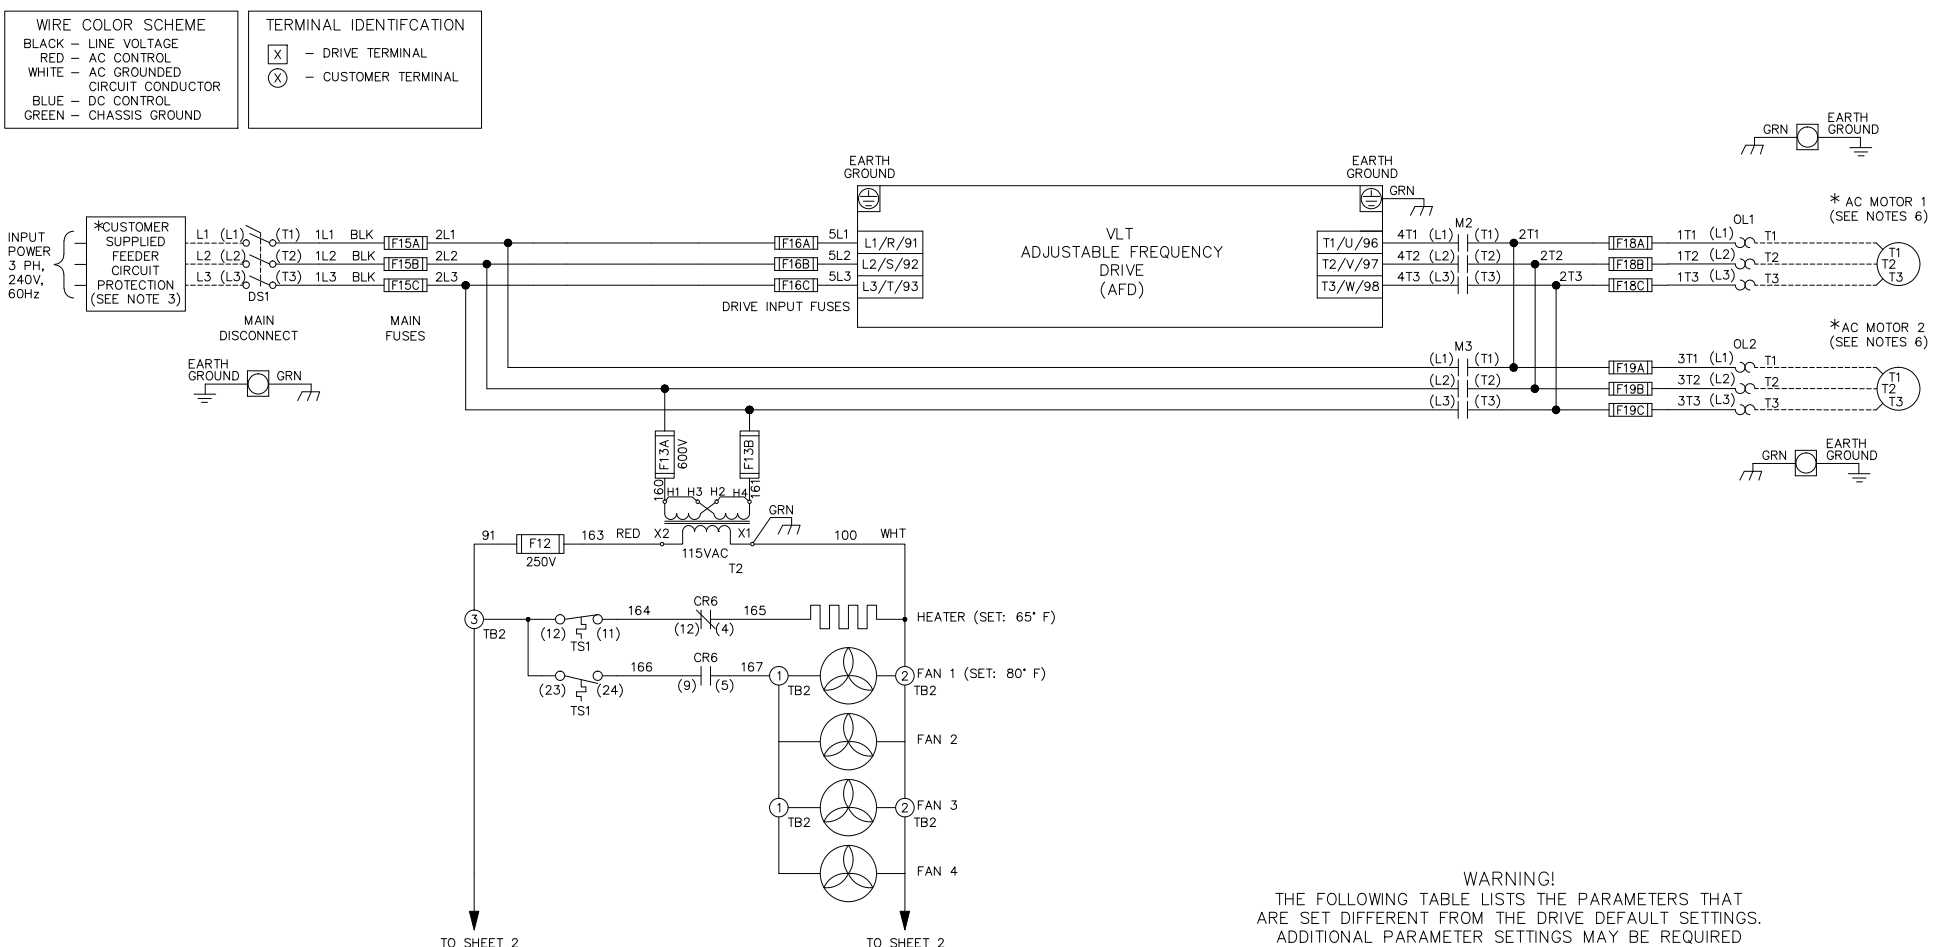 WIRE COLOR SCHEME
BLACK – LINE VOLTAGE
RED – AC CONTROL
WHITE – AC GROUNDED
CIRCUIT CONDUCTOR
BLUE – DC CONTROL
GREEN – CHASSIS GROUND
TERMINAL IDENTIFCATION
X – DRIVE TERMINAL
X – CUSTOMER TERMINAL
GRN
EARTH
GROUND
EARTH
GROUND
EARTH
GROUND
GRN
INPUT
POWER
3 PH,
240V,
60Hz
*CUSTOMER
SUPPLIED
FEEDER
CIRCUIT
PROTECTION
(SEE NOTE 3)
L1 (L1) (T1) 1L1 BLK F15A 2L1
L2 (L2) (T2) 1L2 BLK F15B 2L2
L3 (L3) (T3) 1L3 BLK F15C 2L3
DS1
MAIN
DISCONNECT
MAIN
FUSES
F16A 5L1 L1/R/91
F16B 5L2 L2/S/92
F16C 5L3 L3/T/93
DRIVE INPUT FUSES
VLT
ADJUSTABLE FREQUENCY
DRIVE
(AFD)
M2
T1/U/96 4T1 (L1) (T1) 2T1 F18A 1T1 (L1) T1
T2/V/97 4T2 (L2) (T2) 2T2 F18B 1T2 (L2) T2
T3/W/98 4T3 (L3) (T3) 2T3 F18C 1T3 (L3) T3
OL1
* AC MOTOR 1
(SEE NOTES 6)
T1
T2
T3
EARTH
GROUND
GRN
M3
(L1) (T1) F19A 3T1 (L1) T1
(L2) (T2) F19B 3T2 (L2) T2
(L3) (T3) F19C 3T3 (L3) T3
OL2
*AC MOTOR 2
(SEE NOTES 6)
T1
T2
T3
GRN
EARTH
GROUND
F13A
600V
F13B
160
H1 H3 H2 H4
161
GRN
91 F12 163 RED X2 X1 100 WHT
250V
115VAC
T2
3
TB2
(12) (11)
TS1
164
CR6
(12) (4)
165
HEATER (SET: 65° F)
(23) (24)
TS1
166
CR6
(9) (5)
167
1
TB2
2
TB2
FAN 1 (SET: 80° F)
FAN 2
1
TB2
2
TB2
FAN 3
FAN 4
TO SHEET 2
TO SHEET 2
WARNING!
THE FOLLOWING TABLE LISTS THE PARAMETERS THAT
ARE SET DIFFERENT FROM THE DRIVE DEFAULT SETTINGS.
ADDITIONAL PARAMETER SETTINGS MAY BE REQUIRED